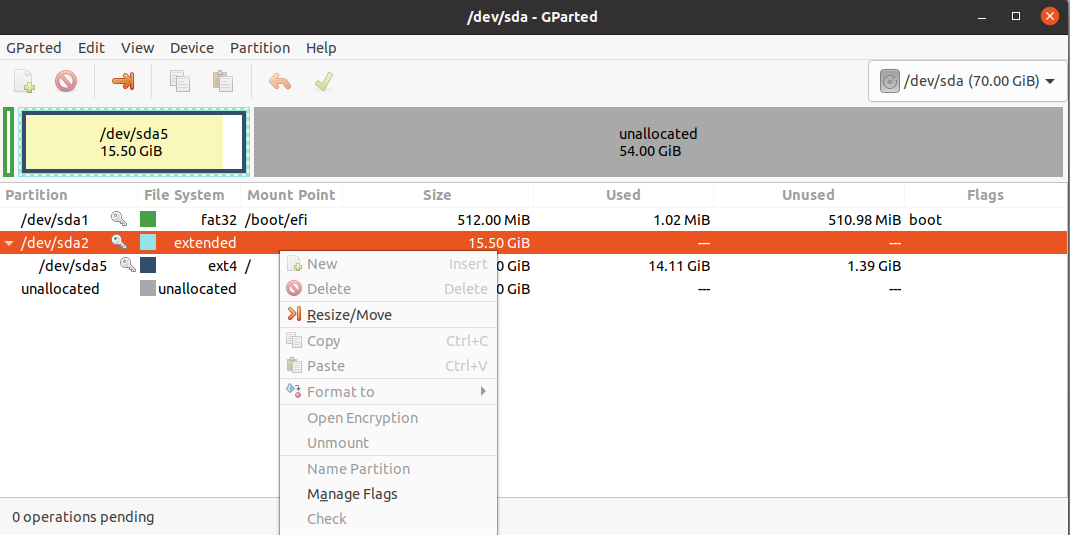 /dev/sda - GParted
GParted Edit View Device Partition Help
/dev/sda (70.00 GiB)
/dev/sda5
15.50 GiB
unallocated
54.00 GiB
Partition File System Mount Point Size Used Unused Flags
/dev/sda1 fat32 /boot/efi 512.00 MiB 1.02 MiB 510.98 MiB boot
/dev/sda2 extended 15.50 GiB --- ---
/dev/sda5 ext4 / 0 GiB 14.11 GiB 1.39 GiB
unallocated unallocated 0 GiB --- ---
New Insert
Delete Delete
Resize/Move
Copy Ctrl+C
Paste Ctrl+V
Format to
Open Encryption
Unmount
Name Partition
Manage Flags
Check
0 operations pending